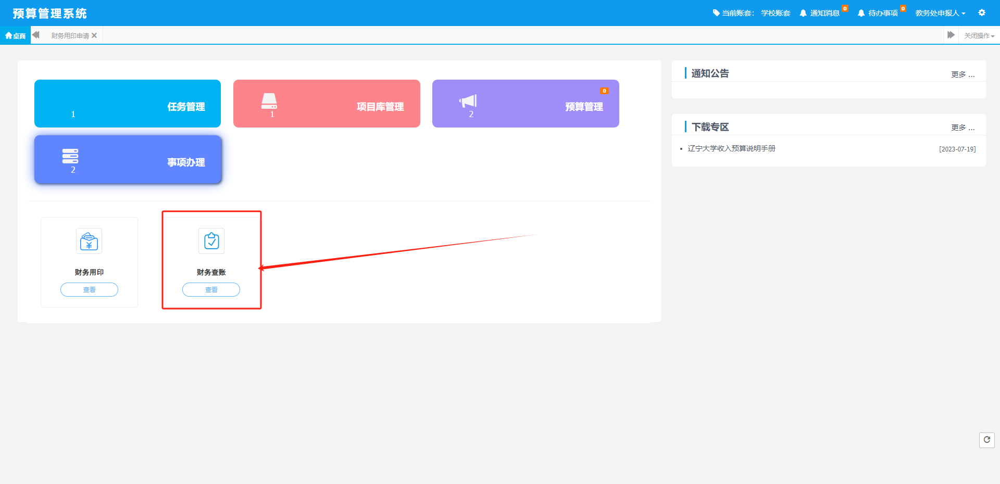 预算管理系统
当前账套： 学校账套 通知消息 0 待办事项 0 教务处申报人
桌面 财务用印申请 关闭操作
1 任务管理
1 项目库管理
0
2 预算管理
2 事项办理
财务用印
查看
财务查账
查看
通知公告 更多 ...
下载专区 更多 ...
辽宁大学收入预算说明手册 [2023-07-19]